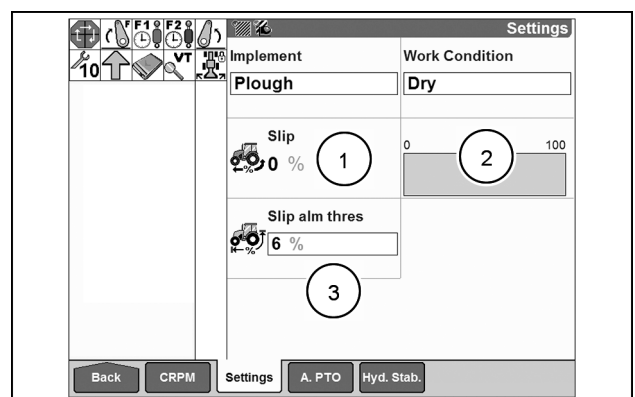 F F1 F2
Settings
10 VT
Implement
Work Condition
Plough
Dry
Slip
0 %
1
0 100
2
Slip alm thres
6 %
3
Back CRPM Settings A. PTO Hyd. Stab.